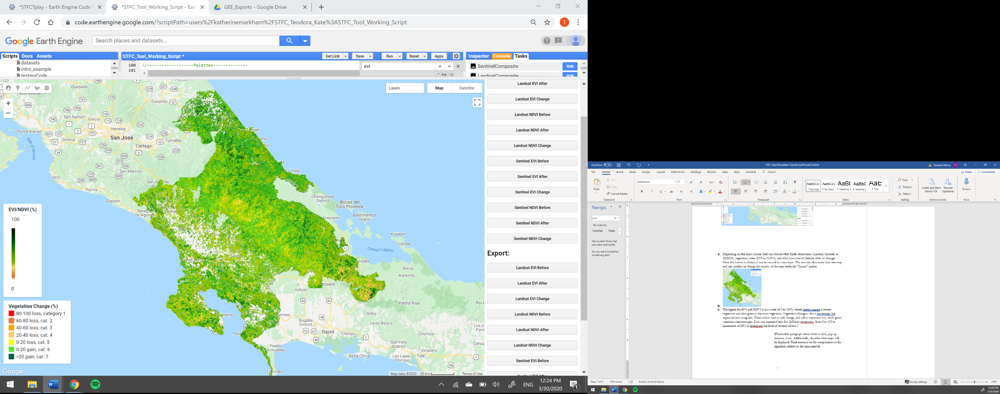 *STFCTplay - Earth Engine Code E
*STFC_Tool_Working_Script - Eart
GEE_Exports - Google Drive
code.earthengine.google.com/?scriptPath=users%2Fkatherinemarkham%2FSTFC_Teodora_Kate%3ASTFC_Tool_Working_Script
T
Google Earth Engine
Search places and datasets...
Scripts Docs Assets
datasets
intro_example
testingCode
STFC_Tool_Working_Script *
Get Link Save Run Reset Apps
100 //-------------------Palettes--------------
101
evi
.* Aa \b
Inspector Console Tasks
SentinelComposite RUN
LandsatComposite RUN
Layers
Map Satellite
Quesada
Monteverde
Guapiles
San Ramon
Grecia
Heredia
Punta Arenas
San José
Orotina
Turrialba
Cartago
Gulf of Nicoya
San Marcos
Jaco
Parrita
Quepos
Changuinola
District
Bocas del
Toro Province
Bastimentos
Island
Almirante
Kusapin
Tobobe
Chiriquí Lagoon
Bisira
Kankintu
Volcán
Piedra Roja
Soloy
Cerro Banco
Bugaba
District
David
Chiriqui
Chichica
Puerto
Armuelles
San Félix
District
Veladero
Boca Chica
Las Lajas,
Chiriquí
Tole
Limones
EVI/NDVI (%)
100
0
Vegetation Change (%)
80-100 loss, category 1
60-80 loss, cat. 2
40-60 loss, cat. 3
20-40 loss, cat. 4
0-20 loss, cat. 5
0-20 gain, cat. 6
>20 gain, cat. 7
Google
Map data ©2020 20 km Terms of Use
Landsat EVI After
Landsat EVI Change
Landsat NDVI Before
Landsat NDVI After
Landsat NDVI Change
Sentinel EVI Before
Sentinel EVI After
Sentinel EVI Change
Sentinel NDVI Before
Sentinel NDVI After
Sentinel NDVI Change
Export:
Landsat EVI Before
Landsat EVI After
Landsat EVI Change
Landsat NDVI Before
Landsat NDVI After
Landsat NDVI Change
Sentinel EVI Before
Sentinel EVI After
ENG
12:24 PM
3/30/2020
1
AutoSave Off
STFC Tool Procedure Operating Manual Outline
Teodora Mitroi TM
File Home Insert Draw Design Layout References Mailings Review View Help Acrobat Search
Share Comments
Paste
Cut
Copy
Format Painter
Clipboard
Garamond 11
Font
Paragraph
AaBbCcI AaBbCcI AaBb AaBbC AaB
Normal No Spac... Heading 1 Heading 2 Title
Styles
Find
Replace
Select
Editing
Create and Share
Adobe PDF
Request
Signatures
Adobe Acrobat
Dictate
Voice
Naviga..
you
No matches
Headings Pages
We couldn't find what
you were looking for.
Do you want to look for
something else?
a. Depending on the user's choice, they can choose what Earth observation (Landsat, Sentinel, or
MODIS), vegetation index (EVI or NDVI), and what time interval (before, after, or change).
Once the button is clicked, it can be viewed as a new layer. The user can click more than one map
and can unselect or change the opacity of the map under the "Layers" option.
b.
c. The legend for EVI and NDVI is on a scale of 0 to 100%, where brown-orange is lowest
vegetation and dark green is the most vegetation. Vegetation change is also a percentage, but
separated into categories. Warm colors such as red, orange, and yellow represent loss, while green
variations represent gain. Loss was separated into five different categories, from 0 to 100 in
increments of 20% to distinguise the level of severity of loss.
[Placeholder paragraph about what to click, pop up
features, if any. Additionally, describe what maps will
be displayed. Final sentence on the computation of the
algorithm relative to the time interval.
7
Page 7 of 8 1376 words English (United States)
Display Settings 100%
12:24 PM
3/30/2020